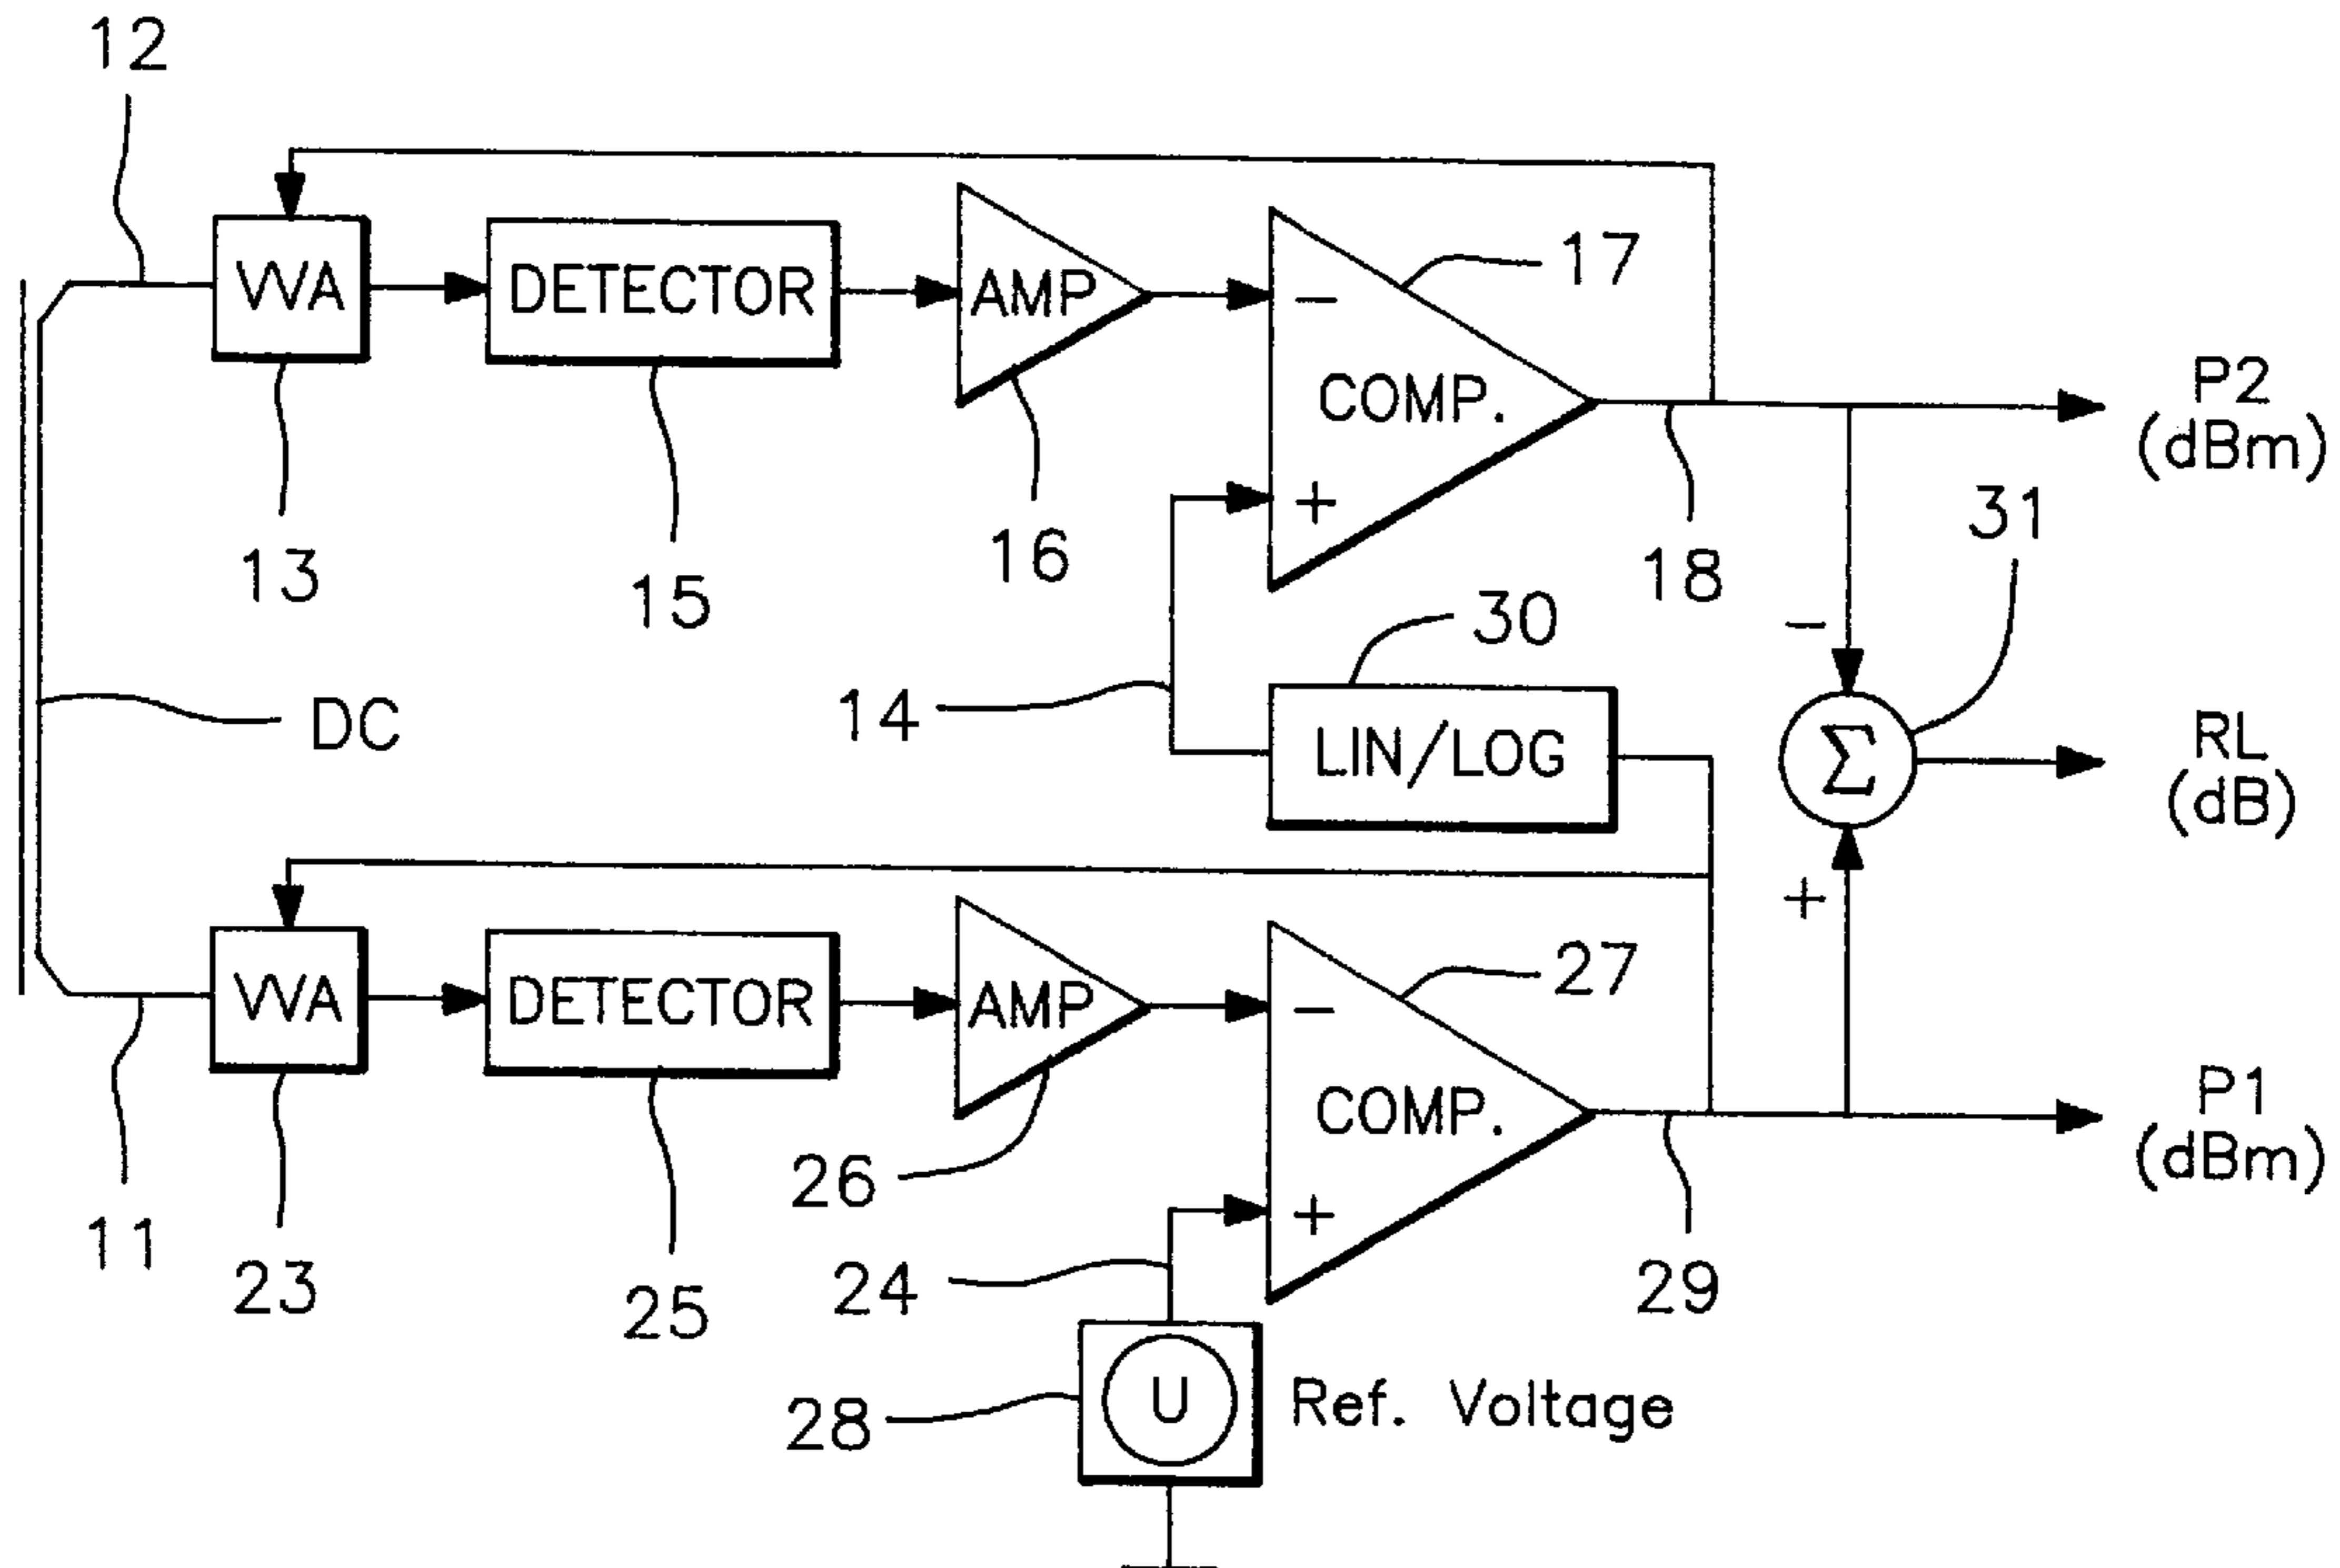 12
VVA
DETECTOR
AMP
−
COMP.
+
17
P2
(dBm)
13
15
16
18
31
30
−
14
DC
LIN/LOG
Σ
RL
(dB)
+
VVA
DETECTOR
AMP
−
COMP.
+
27
P1
(dBm)
26
11
23
25
24
29
28
U
Ref. Voltage